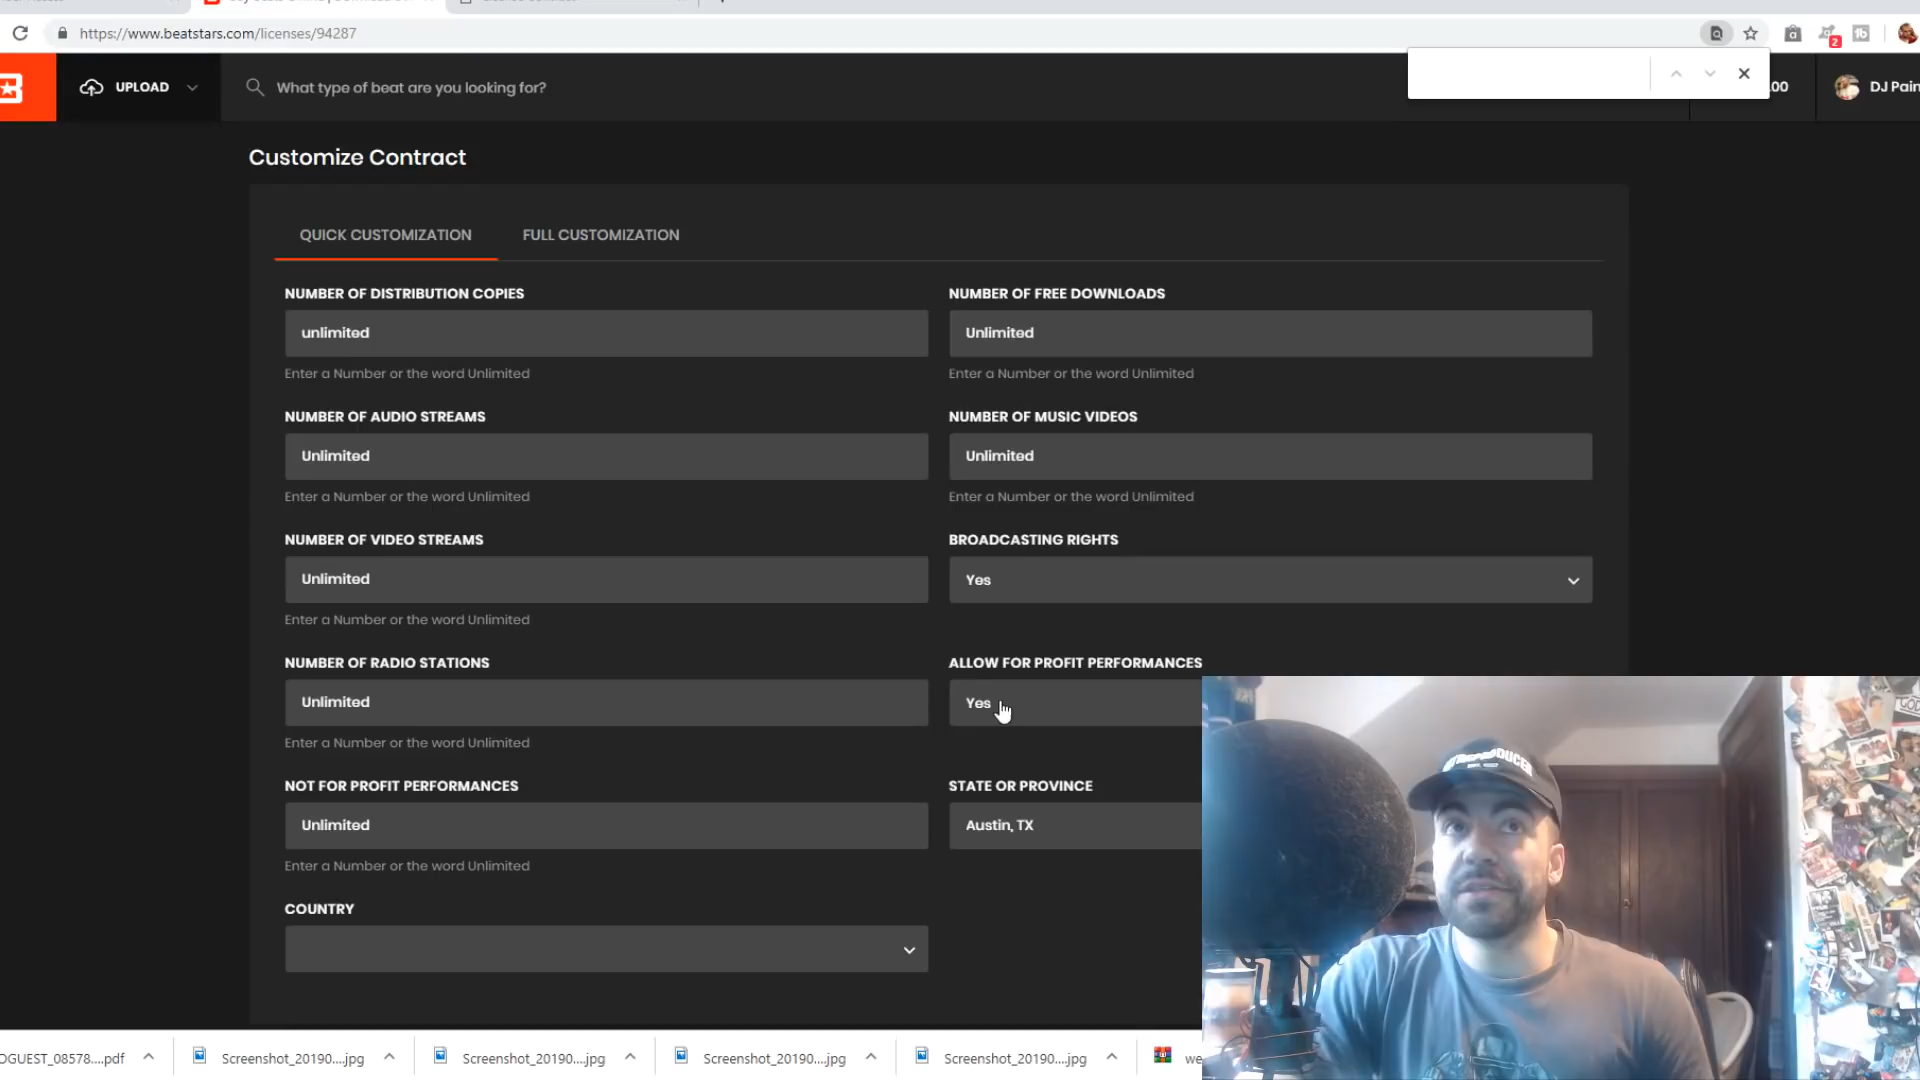 https://www.beatstars.com/licenses/94287
2
UPLOAD
What type of beat are you looking for?
.00
DJ Pain
Customize Contract
QUICK CUSTOMIZATION
FULL CUSTOMIZATION
NUMBER OF DISTRIBUTION COPIES
unlimited
Enter a Number or the word Unlimited
NUMBER OF FREE DOWNLOADS
Unlimited
Enter a Number or the word Unlimited
NUMBER OF AUDIO STREAMS
Unlimited
Enter a Number or the word Unlimited
NUMBER OF MUSIC VIDEOS
Unlimited
Enter a Number or the word Unlimited
NUMBER OF VIDEO STREAMS
Unlimited
Enter a Number or the word Unlimited
BROADCASTING RIGHTS
Yes
NUMBER OF RADIO STATIONS
Unlimited
Enter a Number or the word Unlimited
ALLOW FOR PROFIT PERFORMANCES
Yes
NOT FOR PROFIT PERFORMANCES
Unlimited
Enter a Number or the word Unlimited
STATE OR PROVINCE
Austin, TX
COUNTRY
OGUEST_08578....pdf
Screenshot_20190....jpg
Screenshot_20190....jpg
Screenshot_20190....jpg
Screenshot_20190....jpg
we